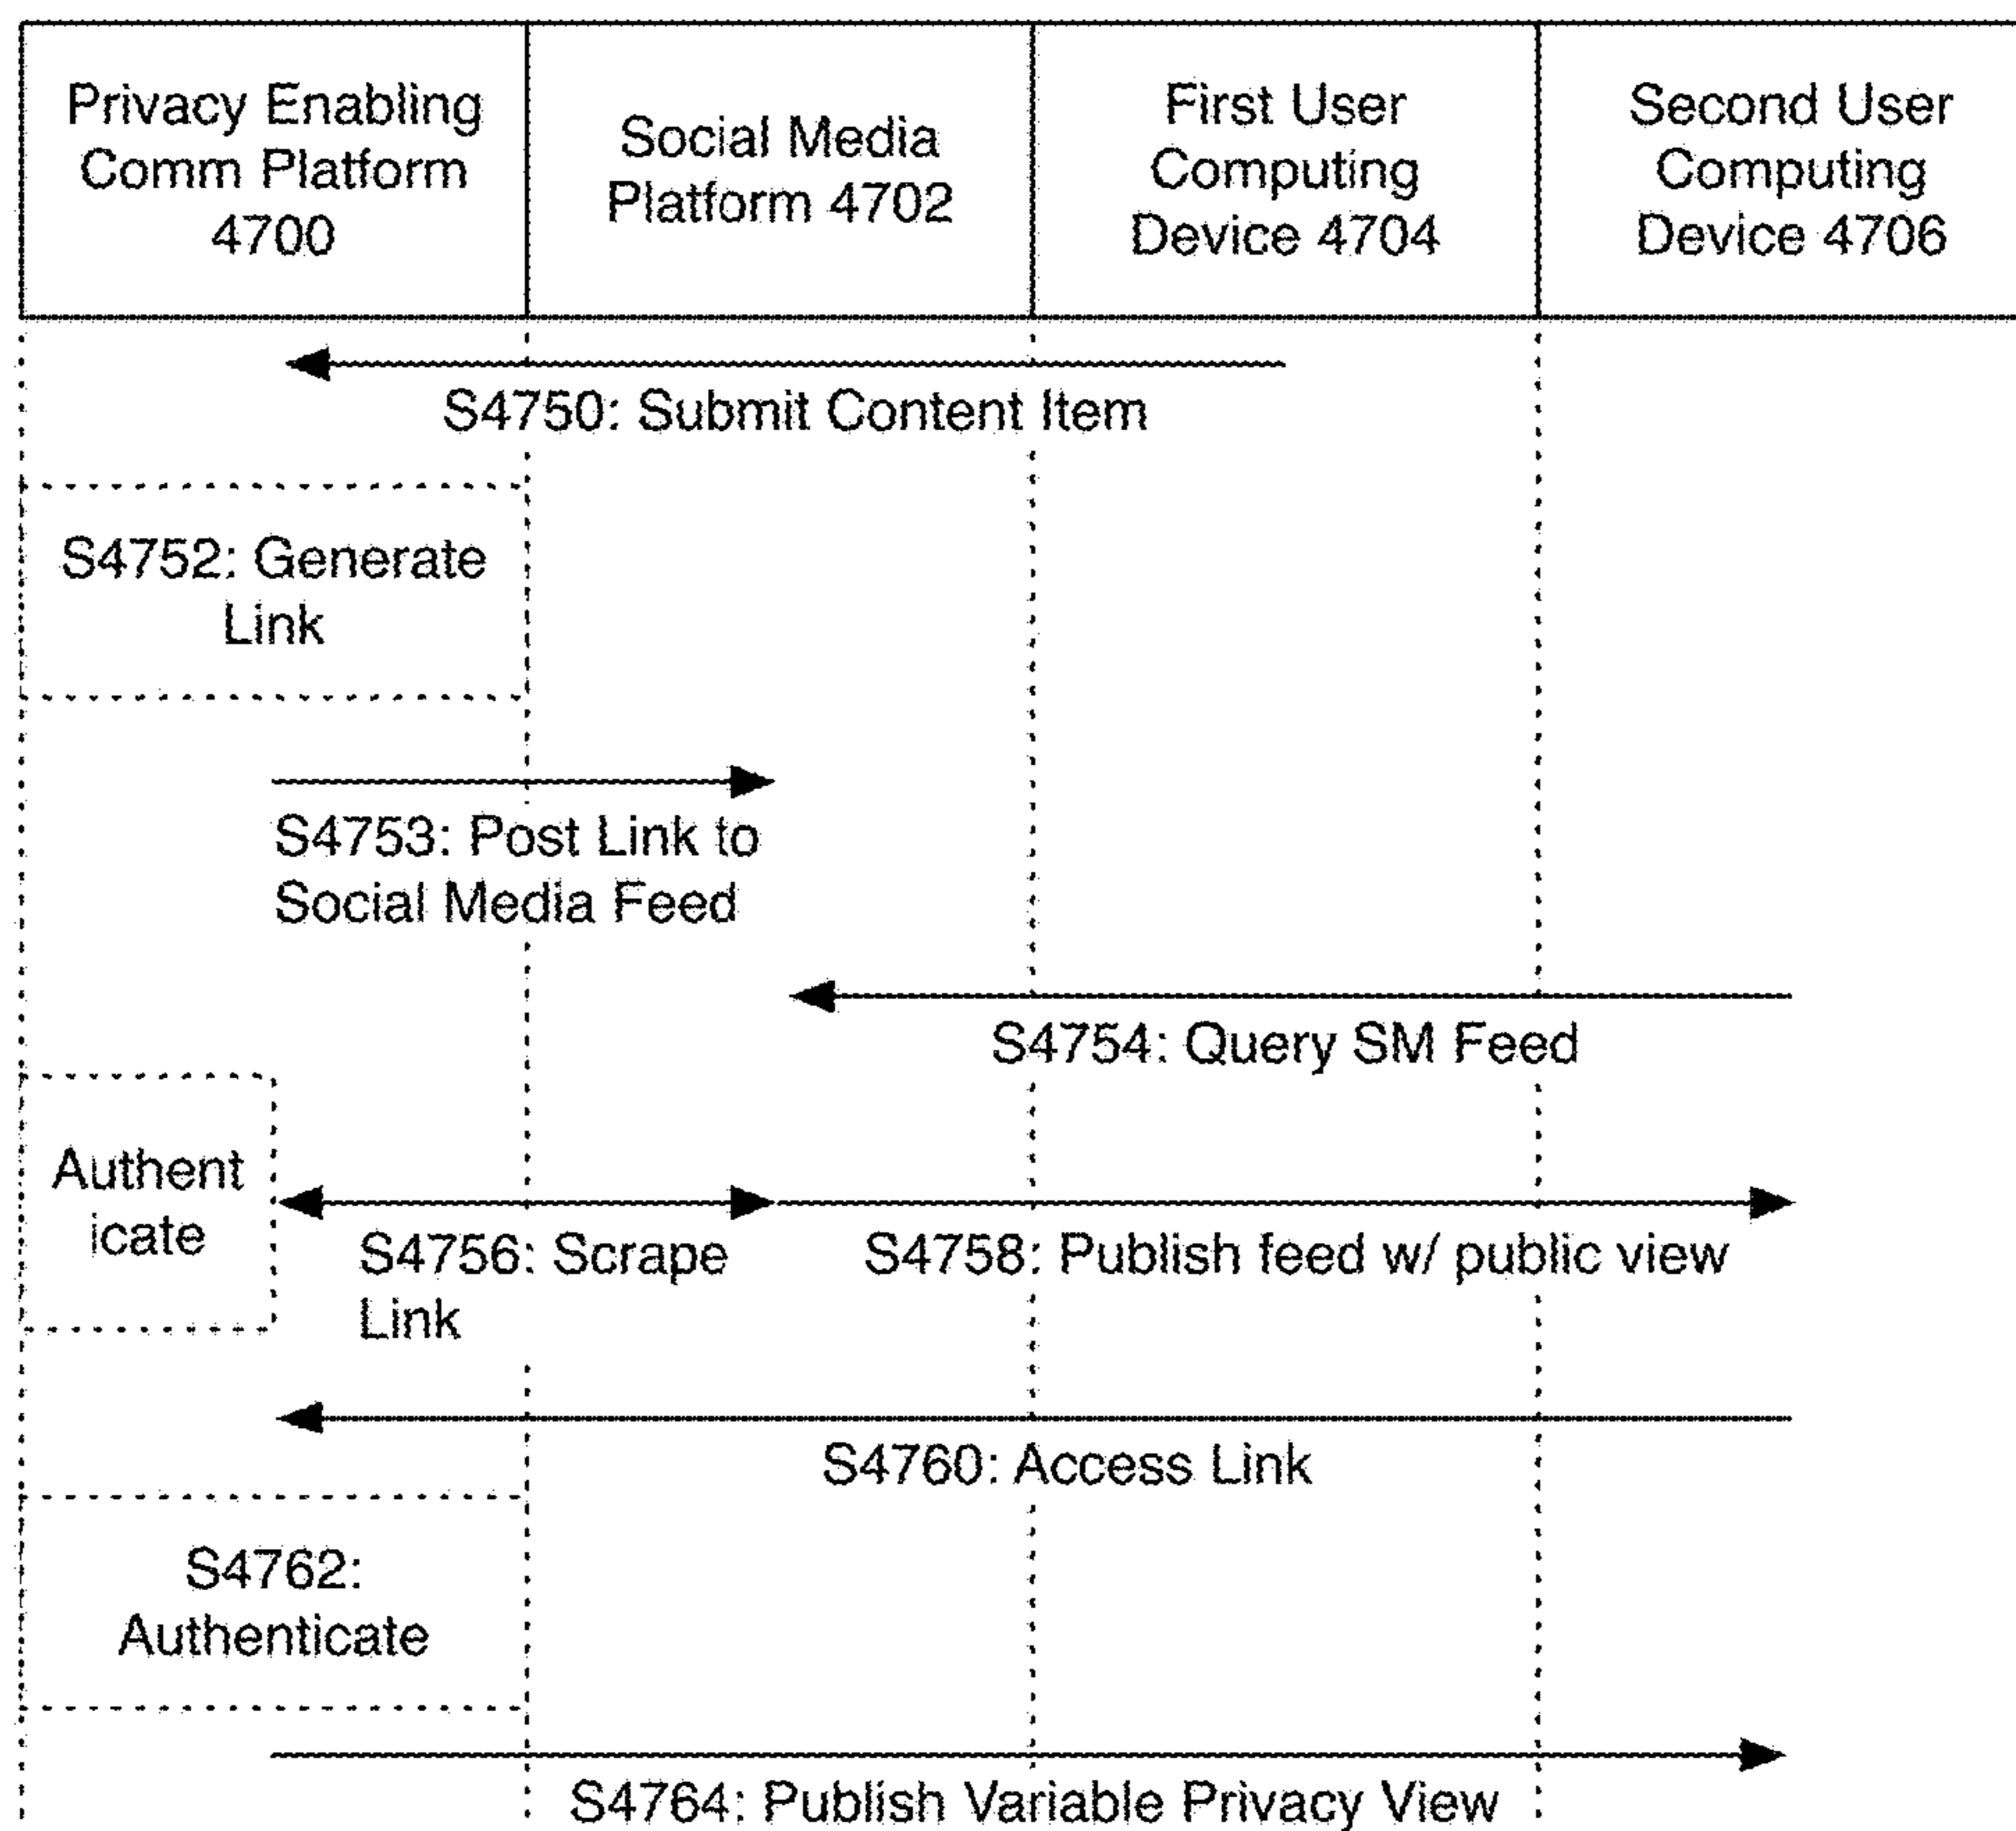 Privacy Enabling
Comm Platform
4700
Social Media
Platform 4702
First User
Computing
Device 4704
Second User
Computing
Device 4706
S4750: Submit Content Item
S4752: Generate
Link
S4753: Post Link to
Social Media Feed
S4754: Query SM Feed
Authent
icate
S4756: Scrape
Link
S4758: Publish feed w/ public view
S4760: Access Link
S4762:
Authenticate
S4764: Publish Variable Privacy View